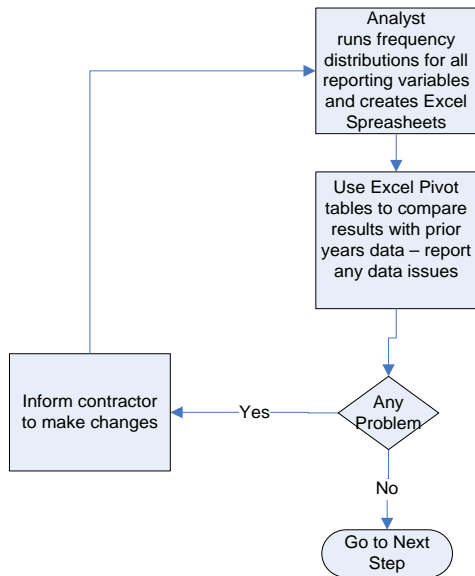 Analyst
runs frequency
distributions for all
reporting variables
and creates Excel
Spreasheets
Use Excel Pivot
tables to compare
results with prior
years data – report
any data issues
Any
Problem
Yes
Inform contractor
to make changes
No
Go to Next
Step